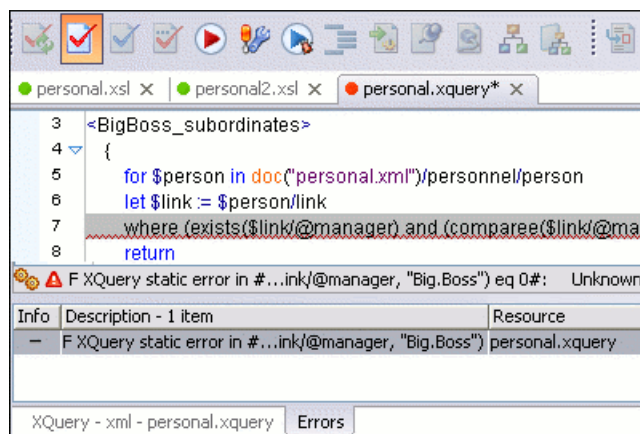 personal.xsl
personal2.xsl
personal.xquery*
3 <BigBoss_subordinates>
4 {
5 for $person in doc("personal.xml")/personnel/person
6 let $link := $person/link
7 where (exists($link/@manager) and (comparee($link/@ma
8 return
F XQuery static error in #...ink/@manager, "Big.Boss") eq 0#: Unknown
Info Description - 1 item Resource
F XQuery static error in #...ink/@manager, "Big.Boss") personal.xquery
XQuery - xml - personal.xquery Errors